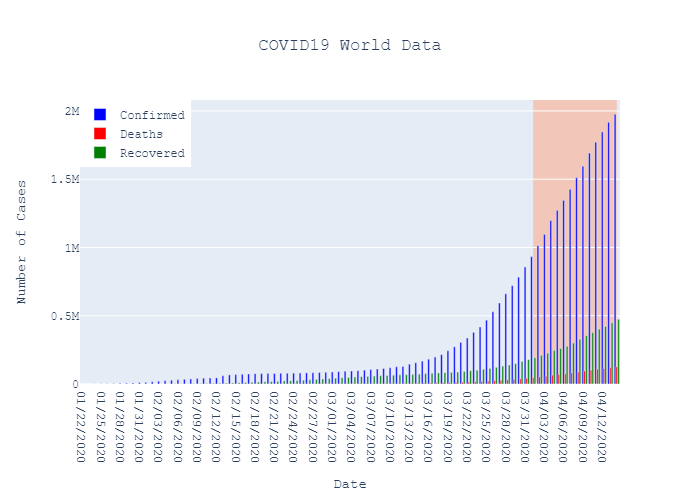 COVID19 World Data
Confirmed
Deaths
Recovered
Number of Cases
2M
1.5M
1M
0.5M
0
01/22/2020
01/25/2020
01/28/2020
01/31/2020
02/03/2020
02/06/2020
02/09/2020
02/12/2020
02/15/2020
02/18/2020
02/21/2020
02/24/2020
02/27/2020
03/01/2020
03/04/2020
03/07/2020
03/10/2020
03/13/2020
03/16/2020
03/19/2020
03/22/2020
03/25/2020
03/28/2020
03/31/2020
04/03/2020
04/06/2020
04/09/2020
04/12/2020
Date